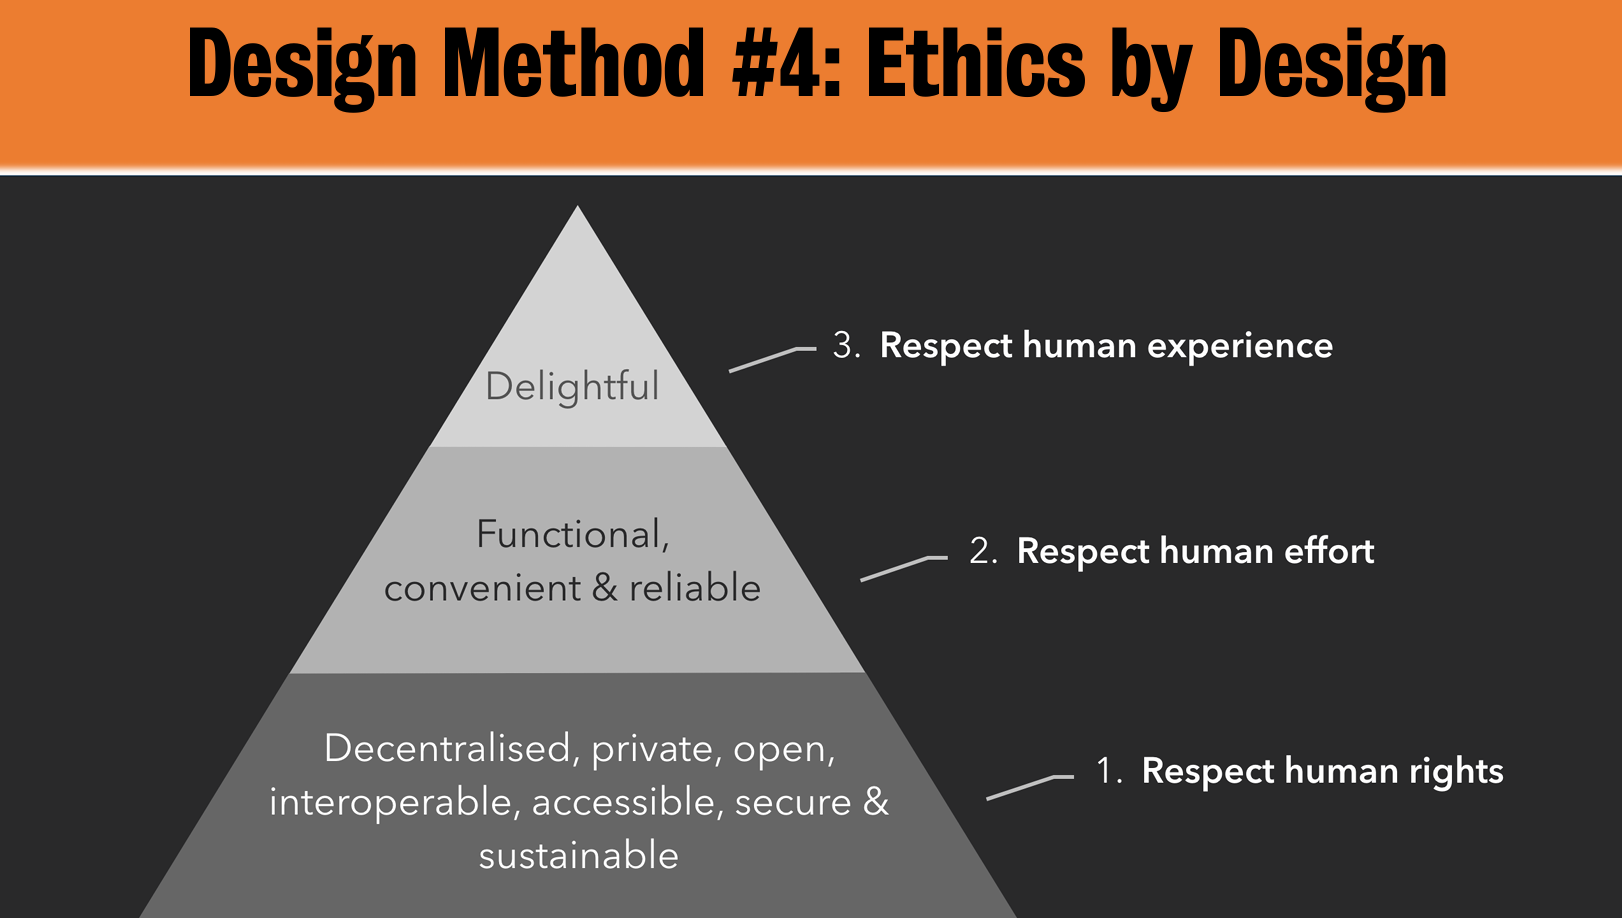 Design Method #4: Ethics by Design
3. Respect human experience
Delightful
Functional,
convenient & reliable
2. Respect human effort
Decentralised, private, open,
interoperable, accessible, secure &
sustainable
1. Respect human rights